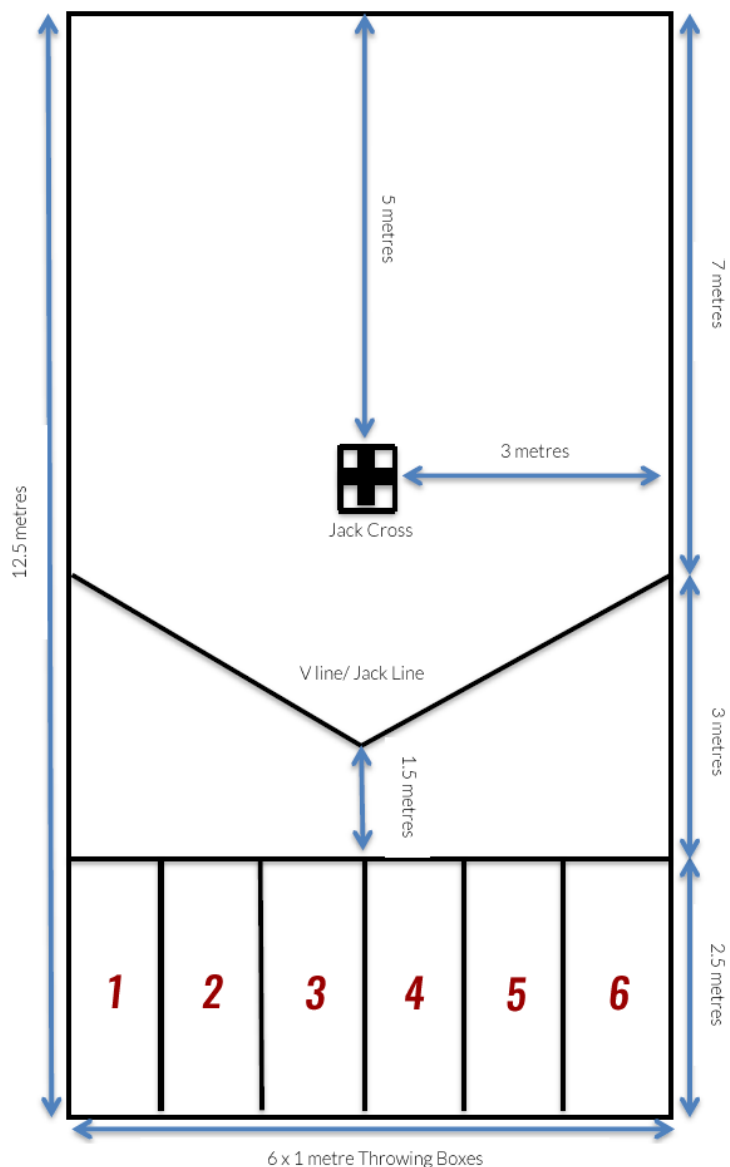 5 metres
7 metres
3 metres
Jack Cross
12.5 metres
V line/ Jack Line
3 metres
1.5 metres
2.5 metres
1
2
3
4
5
6
6 x 1 metre Throwing Boxes